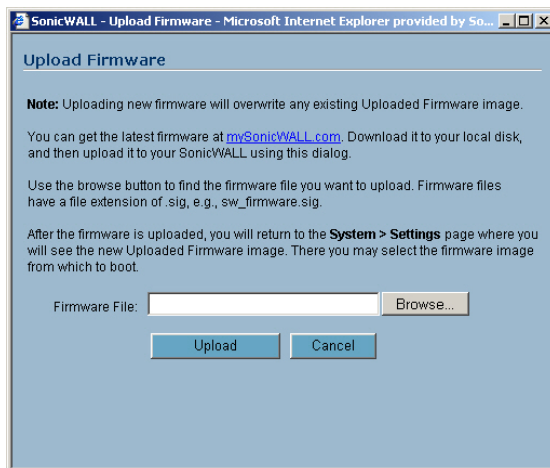 SonicWALL - Upload Firmware - Microsoft Internet Explorer provided by So...
Upload Firmware
Note: Uploading new firmware will overwrite any existing Uploaded Firmware image.
You can get the latest firmware at mySonicWALL.com. Download it to your local disk,
and then upload it to your SonicWALL using this dialog.
Use the browse button to find the firmware file you want to upload. Firmware files
have a file extension of .sig, e.g., sw_firmware.sig.
After the firmware is uploaded, you will return to the System > Settings page where you
will see the new Uploaded Firmware image. There you may select the firmware image
from which to boot.
Firmware File: Browse...
Upload Cancel